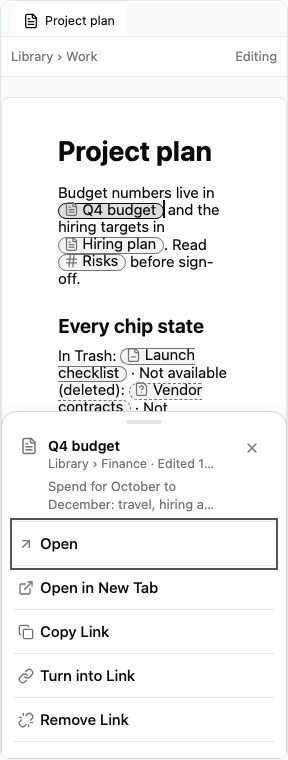 Project plan
Library › Work
Editing
Project plan
Budget numbers live in
Q4 budget and the
hiring targets in
Hiring plan. Read
# Risks before sign-
off.
Every chip state
In Trash: Launch
checklist · Not available
(deleted): Vendor
contracts · Not
Q4 budget
Library › Finance · Edited 1...
Spend for October to
December: travel, hiring a...
Open
Open in New Tab
Copy Link
Turn into Link
Remove Link